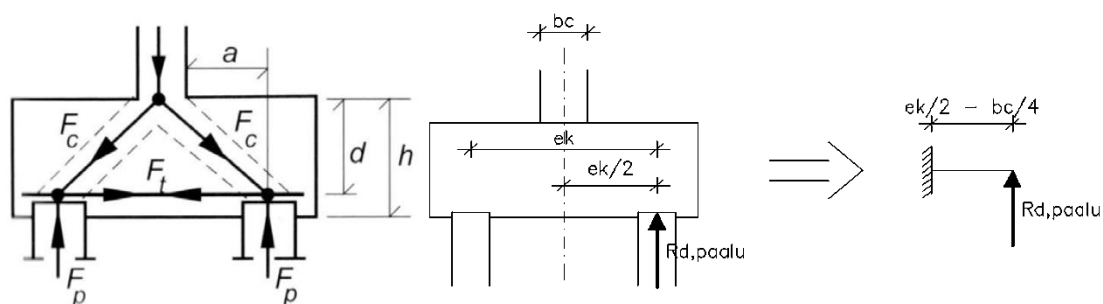 a
F_c
F_c
F_t
d
h
F_p
F_p
bc
ek
ek/2
Rd,paalu
ek/2 - bc/4
Rd,paalu